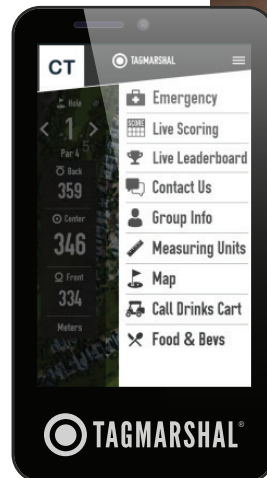 CT
TAGMARSHAL
Hole
1
Par 4
Back
359
Center
346
Front
334
Meters
Emergency
SCORE
Live Scoring
Live Leaderboard
Contact Us
Group Info
Measuring Units
Map
Call Drinks Cart
Food & Bevs
TAGMARSHAL®